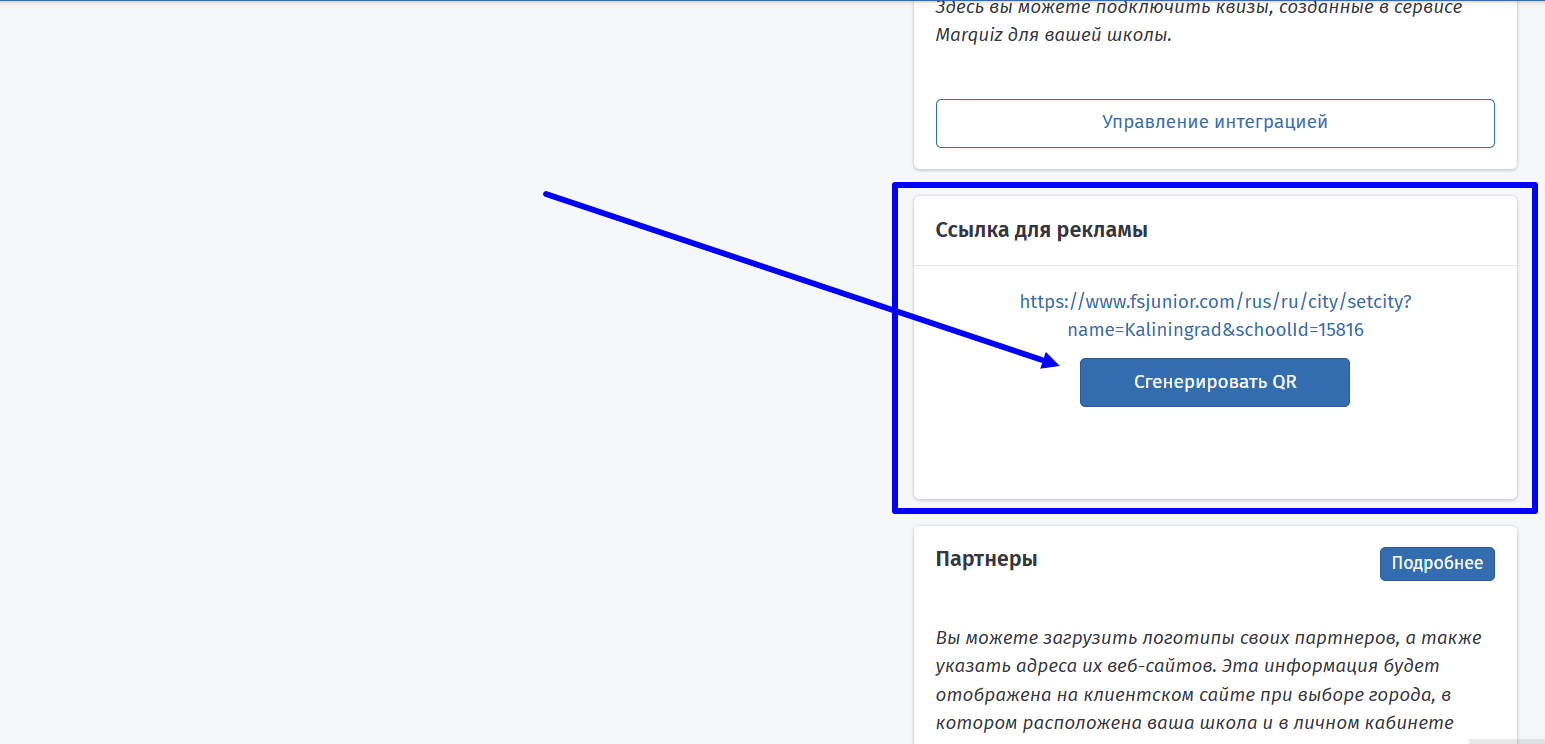 Здесь вы можете подключить квизы, созданные в сервисе
Marquiz для вашей школы.
Управление интеграцией
Ссылка для рекламы
https://www.fsjunior.com/rus/ru/city/setcity?
name=Kaliningrad&schoolId=15816
Сгенерировать QR
Партнеры
Подробнее
Вы можете загрузить логотипы своих партнеров, а также
указать адреса их веб-сайтов. Эта информация будет
отображена на клиентском сайте при выборе города, в
котором расположена ваша школа и в личном кабинете